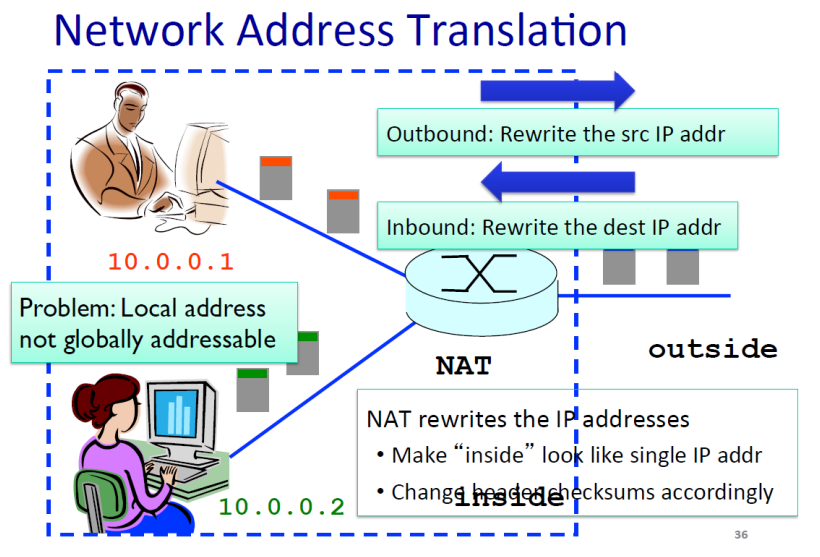 Network Address Translation
Outbound: Rewrite the src IP addr
Inbound: Rewrite the dest IP addr
10.0.0.1
Problem: Local address
not globally addressable
NAT
outside
NAT rewrites the IP addresses
• Make “inside” look like single IP addr
• Change header checksums accordingly
inside
10.0.0.2
36